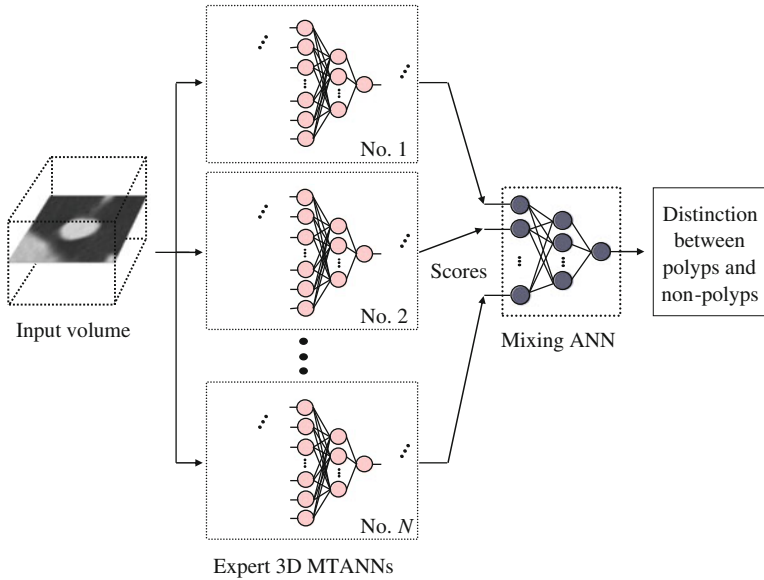 No. 1
No. 2
No. N
Input volume
Scores
Mixing ANN
Distinction
between
polyps and
non-polyps
Expert 3D MTANNs